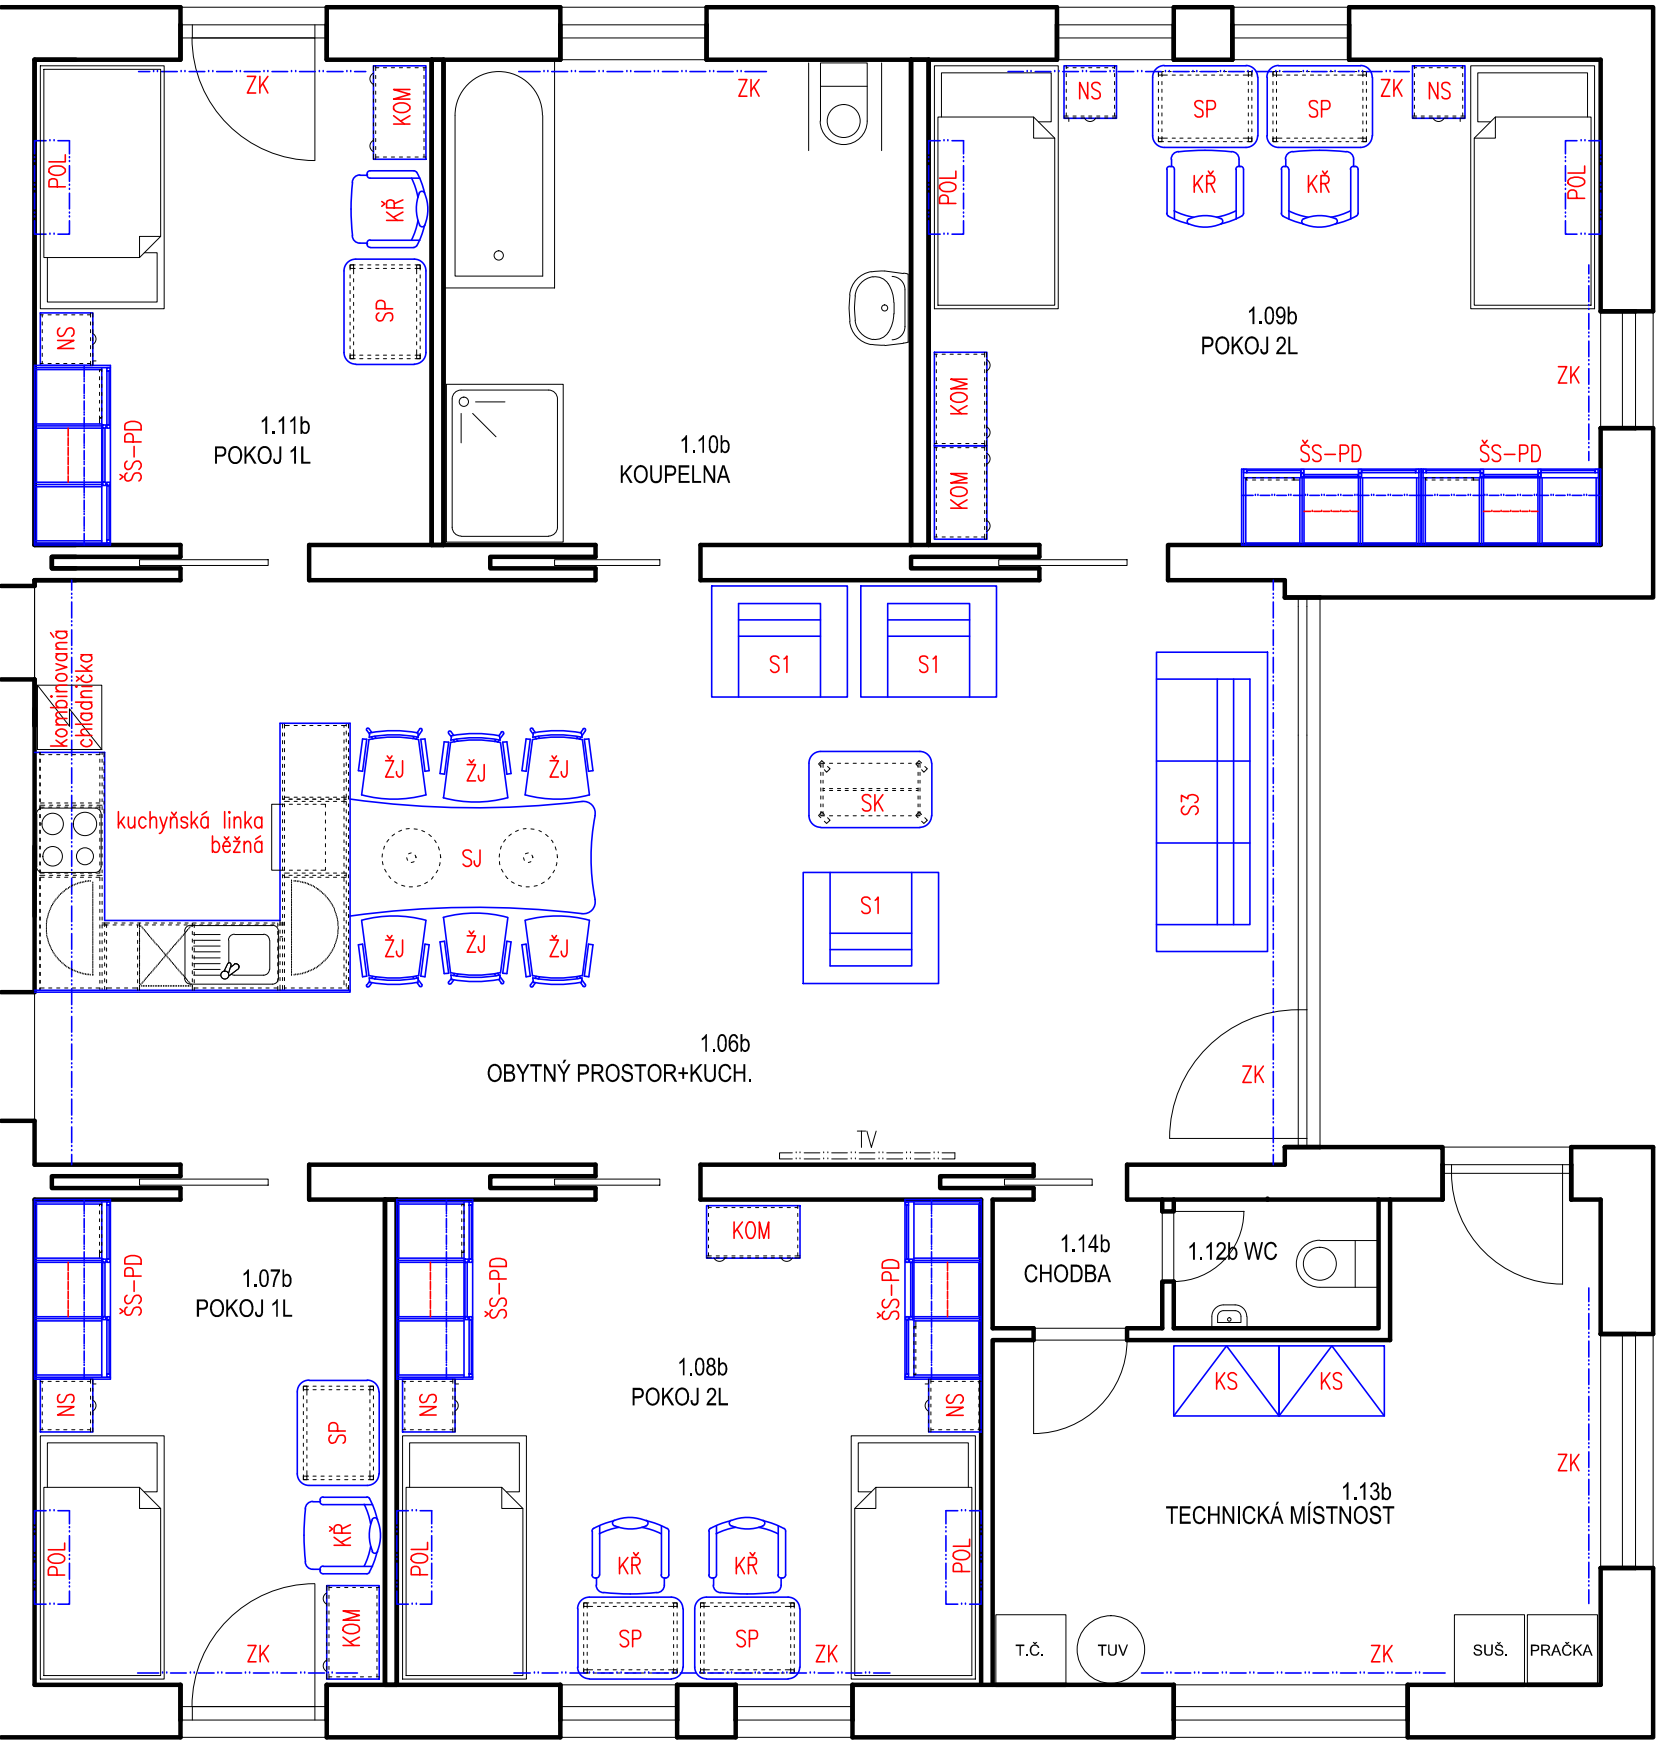 ZK
KOM
POL
KŘ
SP
NS
ŠS-PD
1.11b
POKOJ 1L
ZK
1.10b
KOUPELNA
NS
SP
SP
ZK
NS
POL
KŘ
KŘ
POL
1.09b
POKOJ 2L
ZK
KOM
KOM
ŠS-PD
ŠS-PD
kombinovaná
chladnička
S1
S1
ŽJ
ŽJ
ŽJ
kuchyňská linka
běžná
SJ
SK
S3
S1
ŽJ
ŽJ
ŽJ
1.06b
OBYTNÝ PROSTOR+KUCH.
ZK
TV
ŠS-PD
1.07b
POKOJ 1L
NS
SP
KŘ
POL
KOM
ZK
KOM
ŠS-PD
ŠS-PD
1.08b
POKOJ 2L
NS
NS
POL
KŘ
KŘ
POL
SP
SP
ZK
1.14b
CHODBA
1.12b WC
KS
KS
ZK
1.13b
TECHNICKÁ MÍSTNOST
T.Č.
TUV
ZK
SUŠ.
PRAČKA